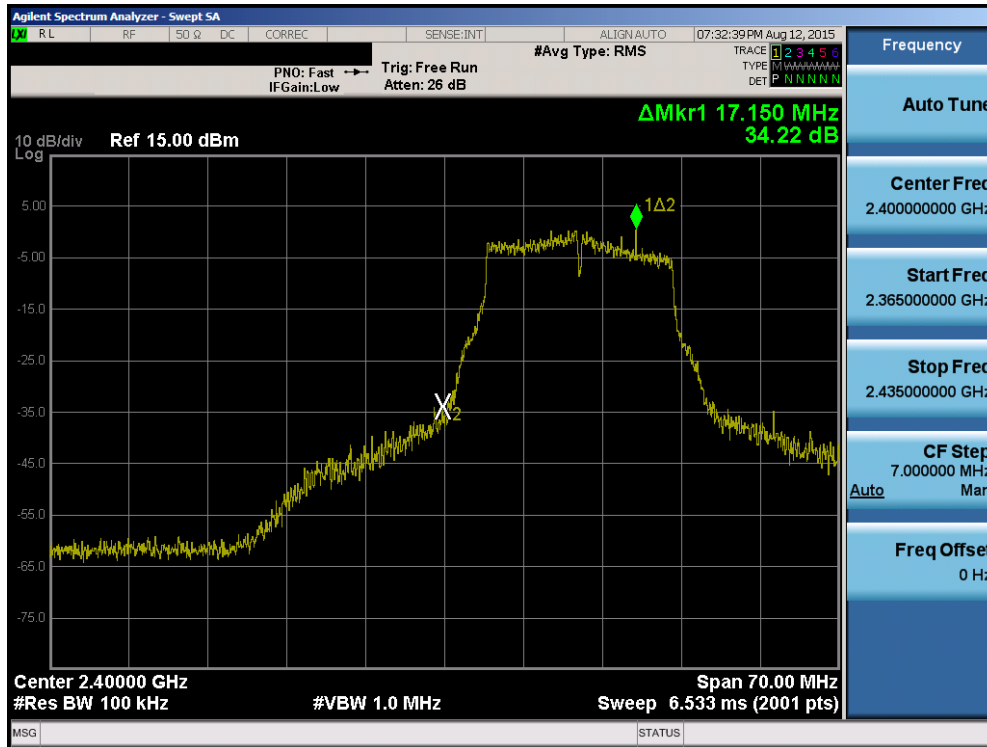 Agilent Spectrum Analyzer - Swept SA
LXI RL RF 50 Ω DC CORREC SENSE:INT ALIGN AUTO 07:32:39 PM Aug 12, 2015
PNO: Fast
IFGain:Low
Trig: Free Run
Atten: 26 dB
#Avg Type: RMS
TRACE 1 2 3 4 5 6
TYPE M
DET P N N N N N
ΔMkr1 17.150 MHz
34.22 dB
10 dB/div Ref 15.00 dBm
Log
5.00
-5.00
-15.0
-25.0
-35.0
-45.0
-55.0
-65.0
-75.0
1Δ2
2
Center 2.40000 GHz Span 70.00 MHz
#Res BW 100 kHz #VBW 1.0 MHz Sweep 6.533 ms (2001 pts)
MSG STATUS
Frequency
Auto Tune
Center Freq
2.400000000 GHz
Start Freq
2.365000000 GHz
Stop Freq
2.435000000 GHz
CF Step
7.000000 MHz
Auto Man
Freq Offset
0 Hz